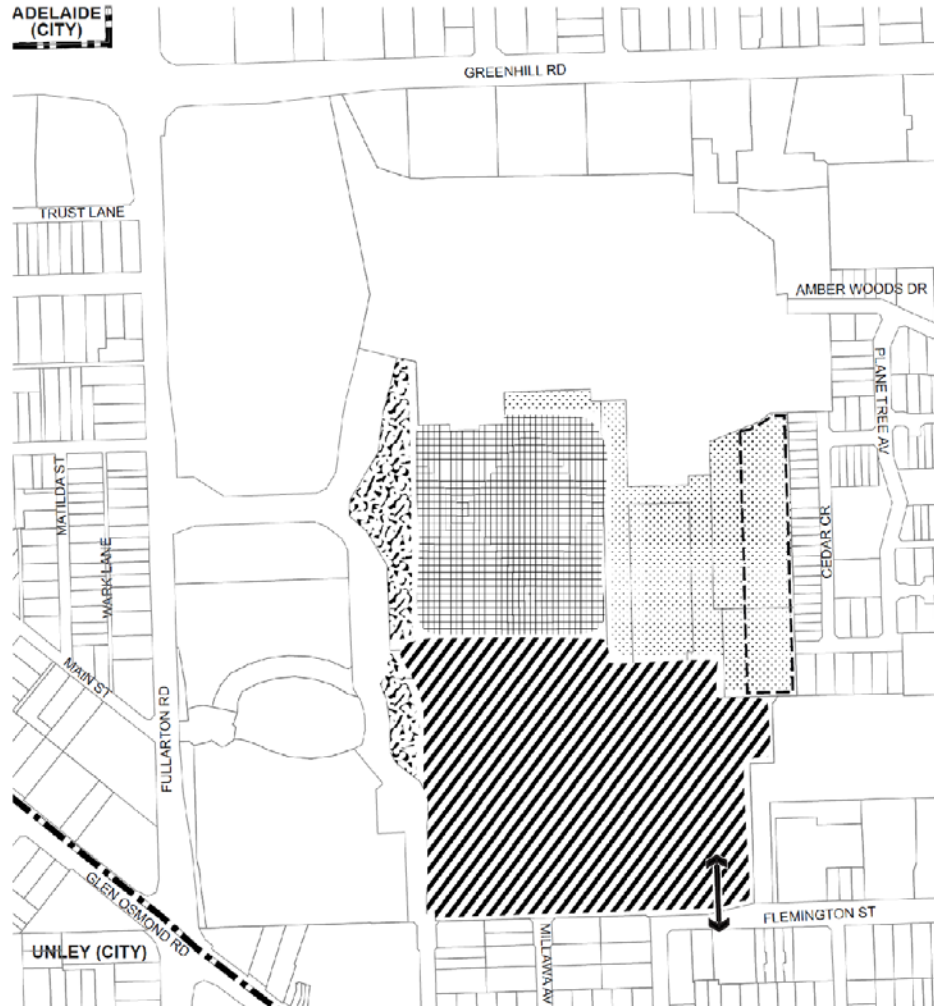 ADELAIDE
(CITY)
GREENHILL RD
TRUST LANE
AMBER WOODS DR
PLANE TREE AV
MATILDA ST
WARK LANE
CEDAR CR
MAIN ST
FULLARTON RD
GLEN OSMOND RD
FLEMINGTON ST
MILLAWA AV
UNLEY (CITY)